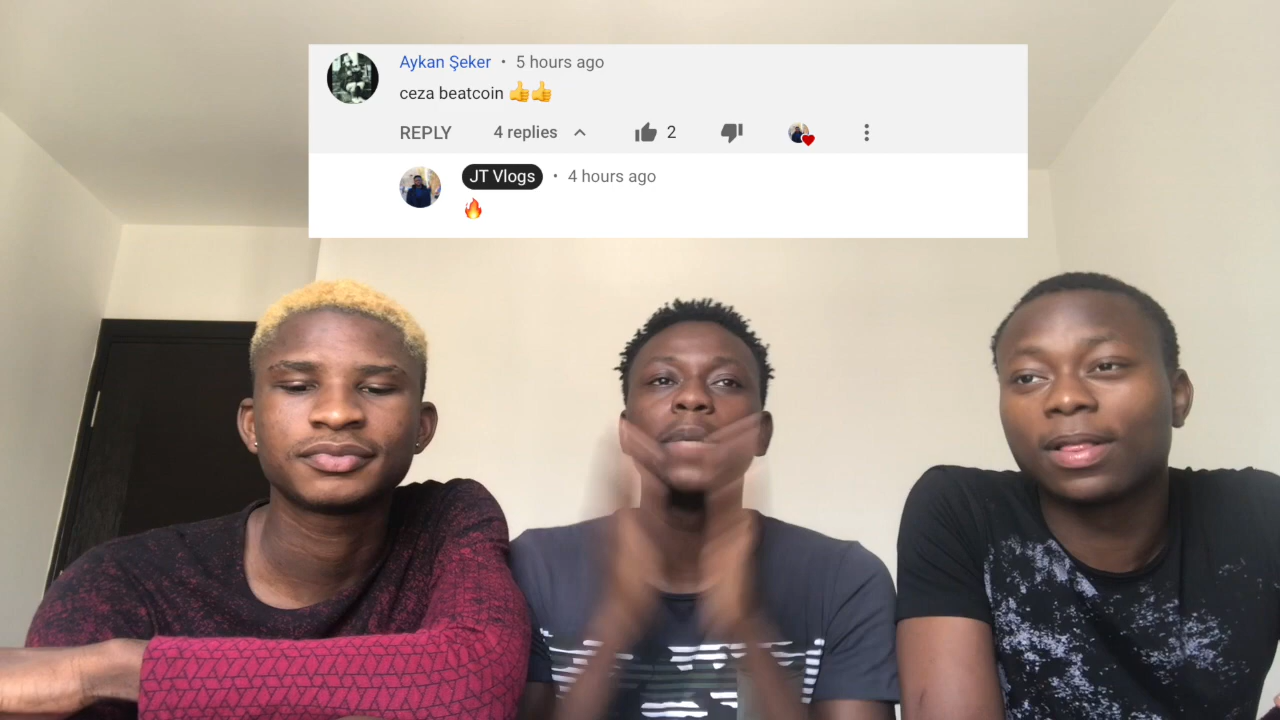 Aykan Şeker • 5 hours ago
ceza beatcoin 👍👍
REPLY 4 replies 2
JT Vlogs • 4 hours ago
🔥